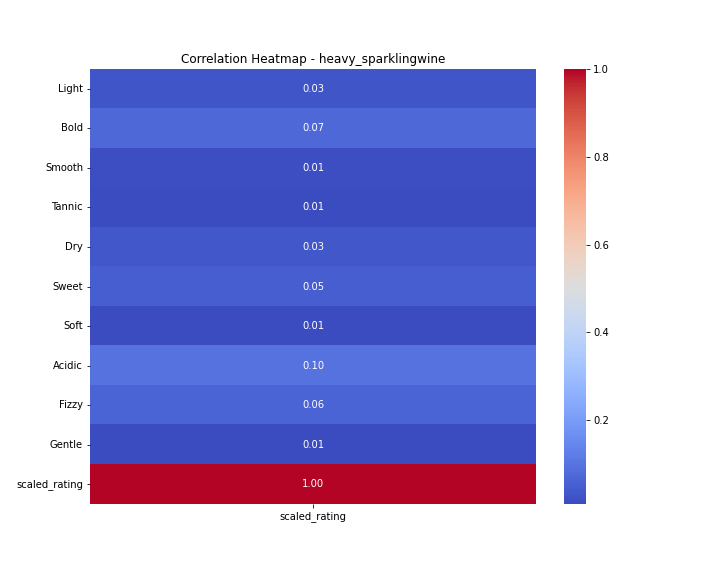 Correlation Heatmap - heavy_sparklingwine
Light 0.03
Bold 0.07
Smooth 0.01
Tannic 0.01
Dry 0.03
Sweet 0.05
Soft 0.01
Acidic 0.10
Fizzy 0.06
Gentle 0.01
scaled_rating 1.00
scaled_rating
1.0
0.8
0.6
0.4
0.2